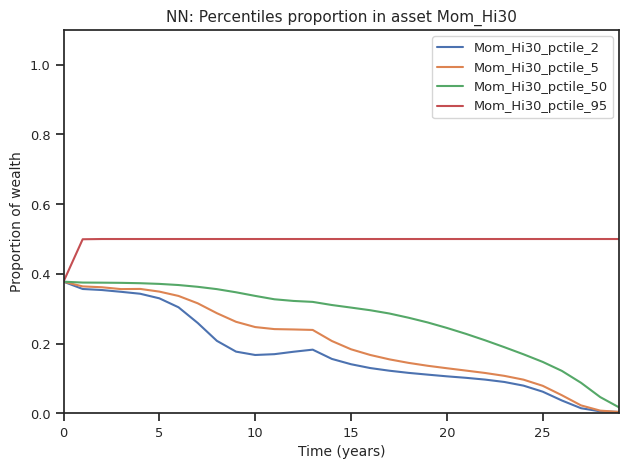 NN: Percentiles proportion in asset Mom_Hi30
Mom_Hi30_pctile_2
Mom_Hi30_pctile_5
Mom_Hi30_pctile_50
Mom_Hi30_pctile_95
Proportion of wealth
1.0
0.8
0.6
0.4
0.2
0.0
0 5 10 15 20 25
Time (years)